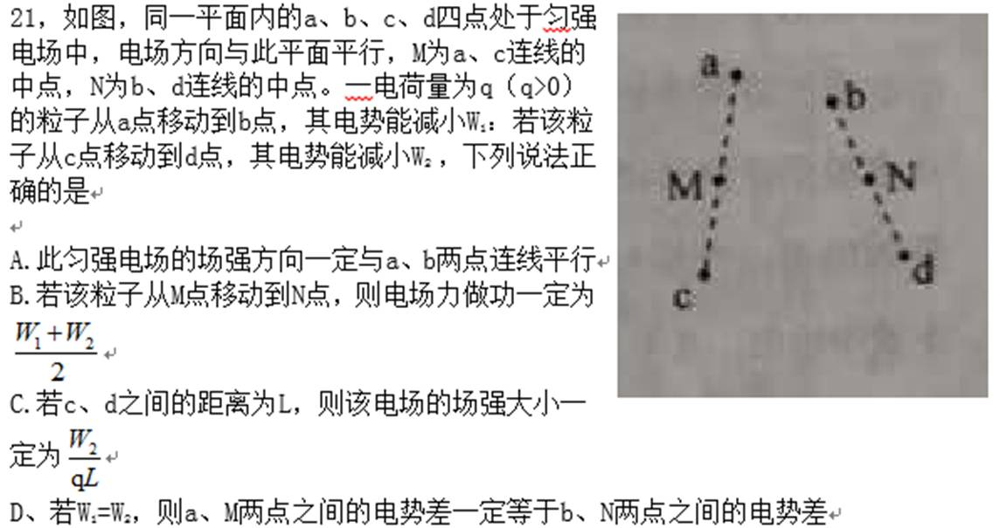 21，如图，同一平面内的a、b、c、d四点处于匀强
电场中，电场方向与此平面平行，M为a、c连线的
中点，N为b、d连线的中点。一电荷量为q（q>0）
的粒子从a点移动到b点，其电势能减小W₁：若该粒
子从c点移动到d点，其电势能减小W₂，下列说法正
确的是
A.此匀强电场的场强方向一定与a、b两点连线平行
B.若该粒子从M点移动到N点，则电场力做功一定为
(W₁+W₂)/2
C.若c、d之间的距离为L，则该电场的场强大小一
定为 W₂/qL
D、若W₁=W₂，则a、M两点之间的电势差一定等于b、N两点之间的电势差
a
b
M
N
c
d